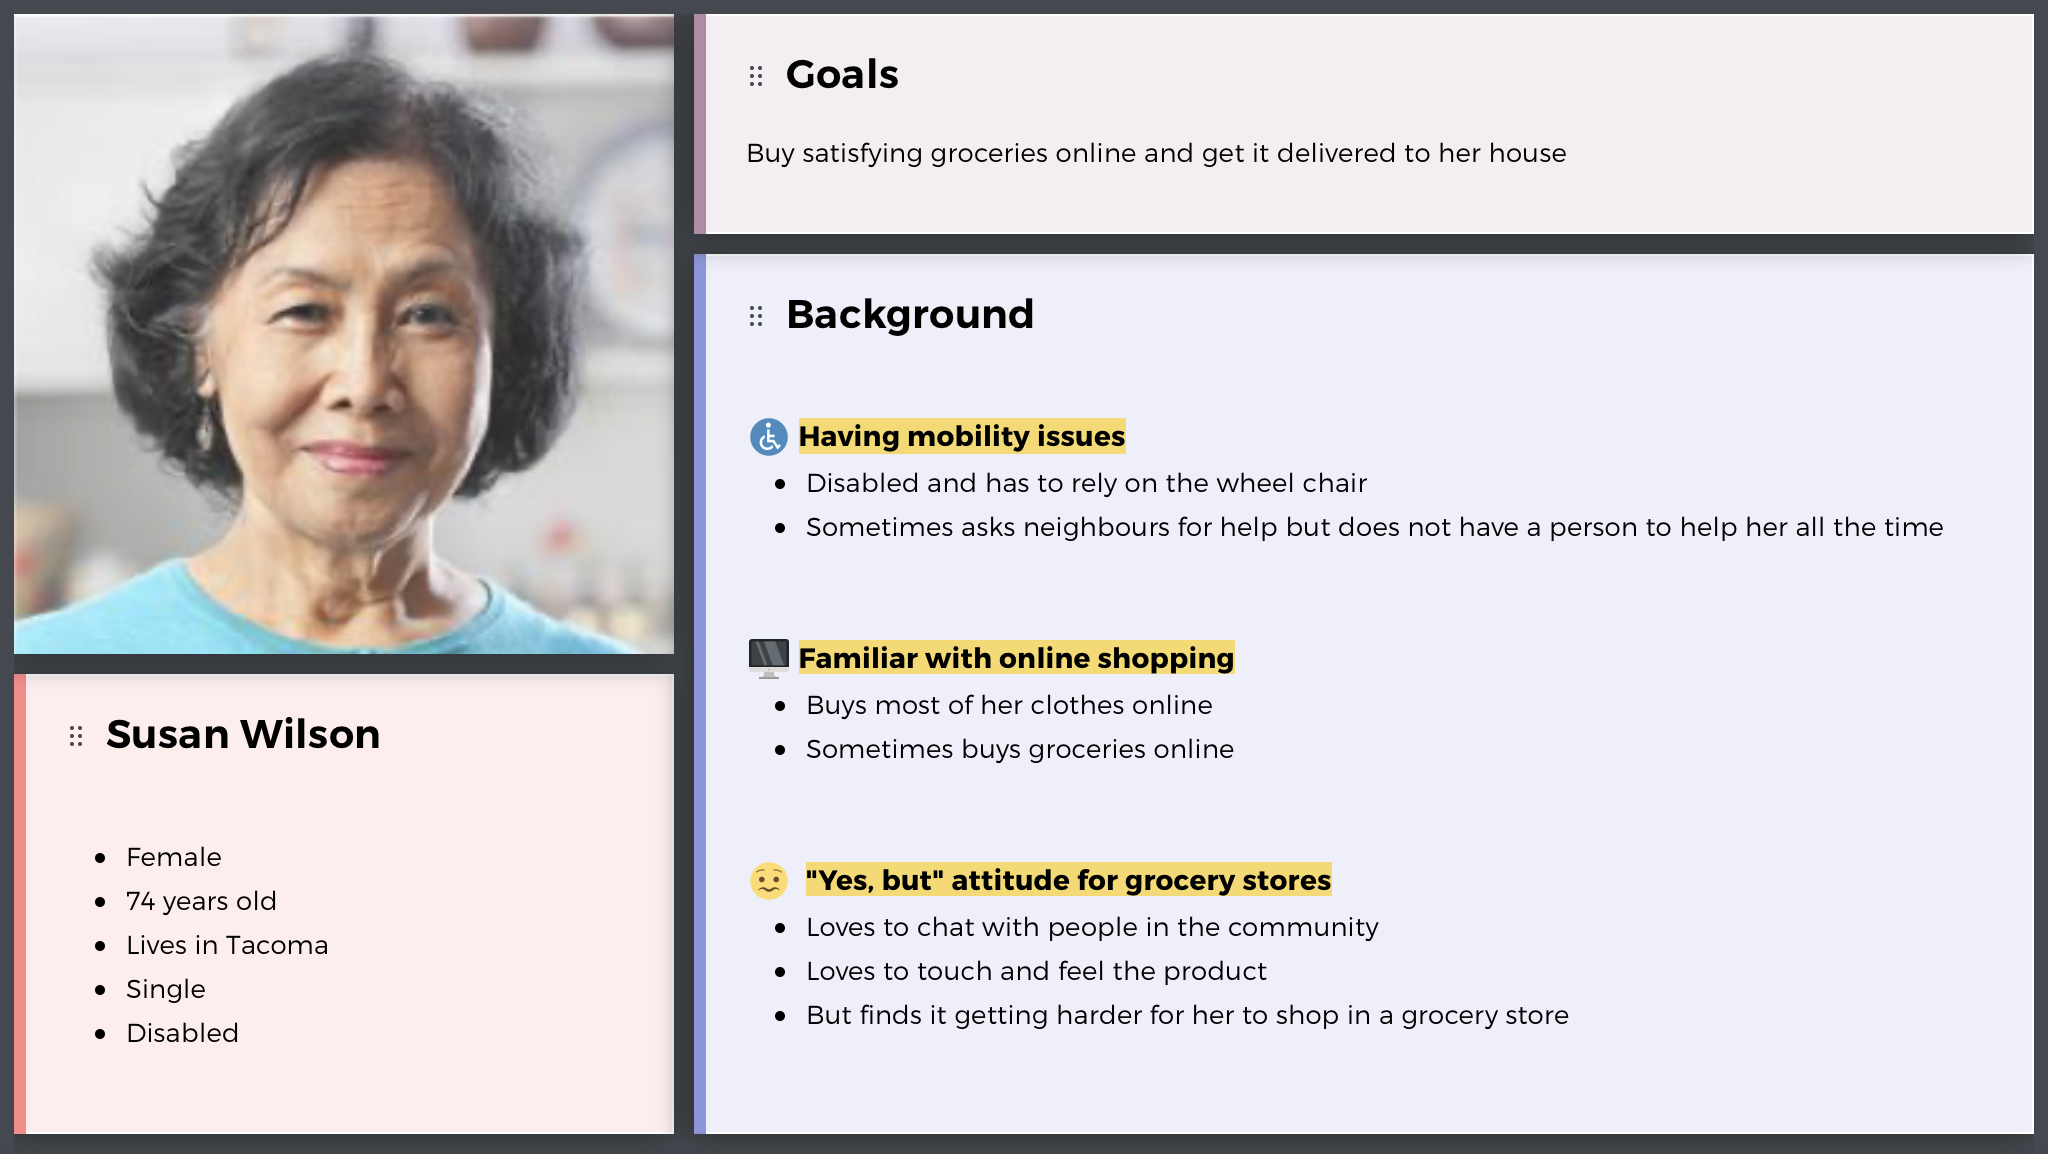 Goals
Buy satisfying groceries online and get it delivered to her house
Background
Having mobility issues
Disabled and has to rely on the wheel chair
Sometimes asks neighbours for help but does not have a person to help her all the time
Familiar with online shopping
Buys most of her clothes online
Sometimes buys groceries online
"Yes, but" attitude for grocery stores
Loves to chat with people in the community
Loves to touch and feel the product
But finds it getting harder for her to shop in a grocery store
Susan Wilson
Female
74 years old
Lives in Tacoma
Single
Disabled